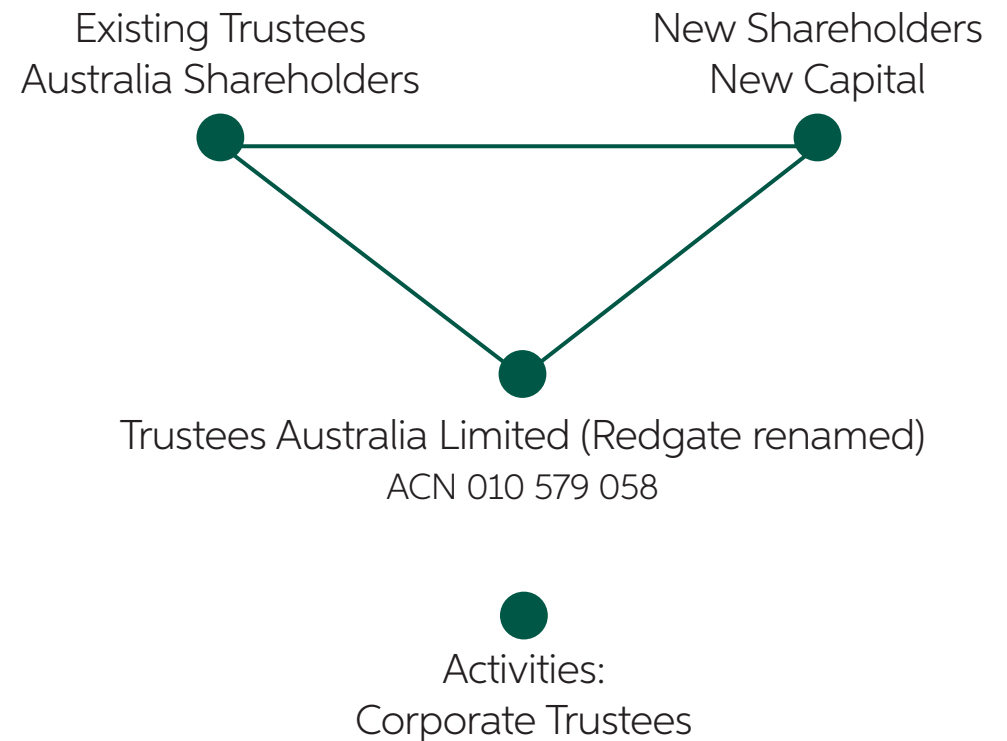 Existing Trustees
Australia Shareholders
New Shareholders
New Capital
Trustees Australia Limited (Redgate renamed)
ACN 010 579 058
Activities:
Corporate Trustees